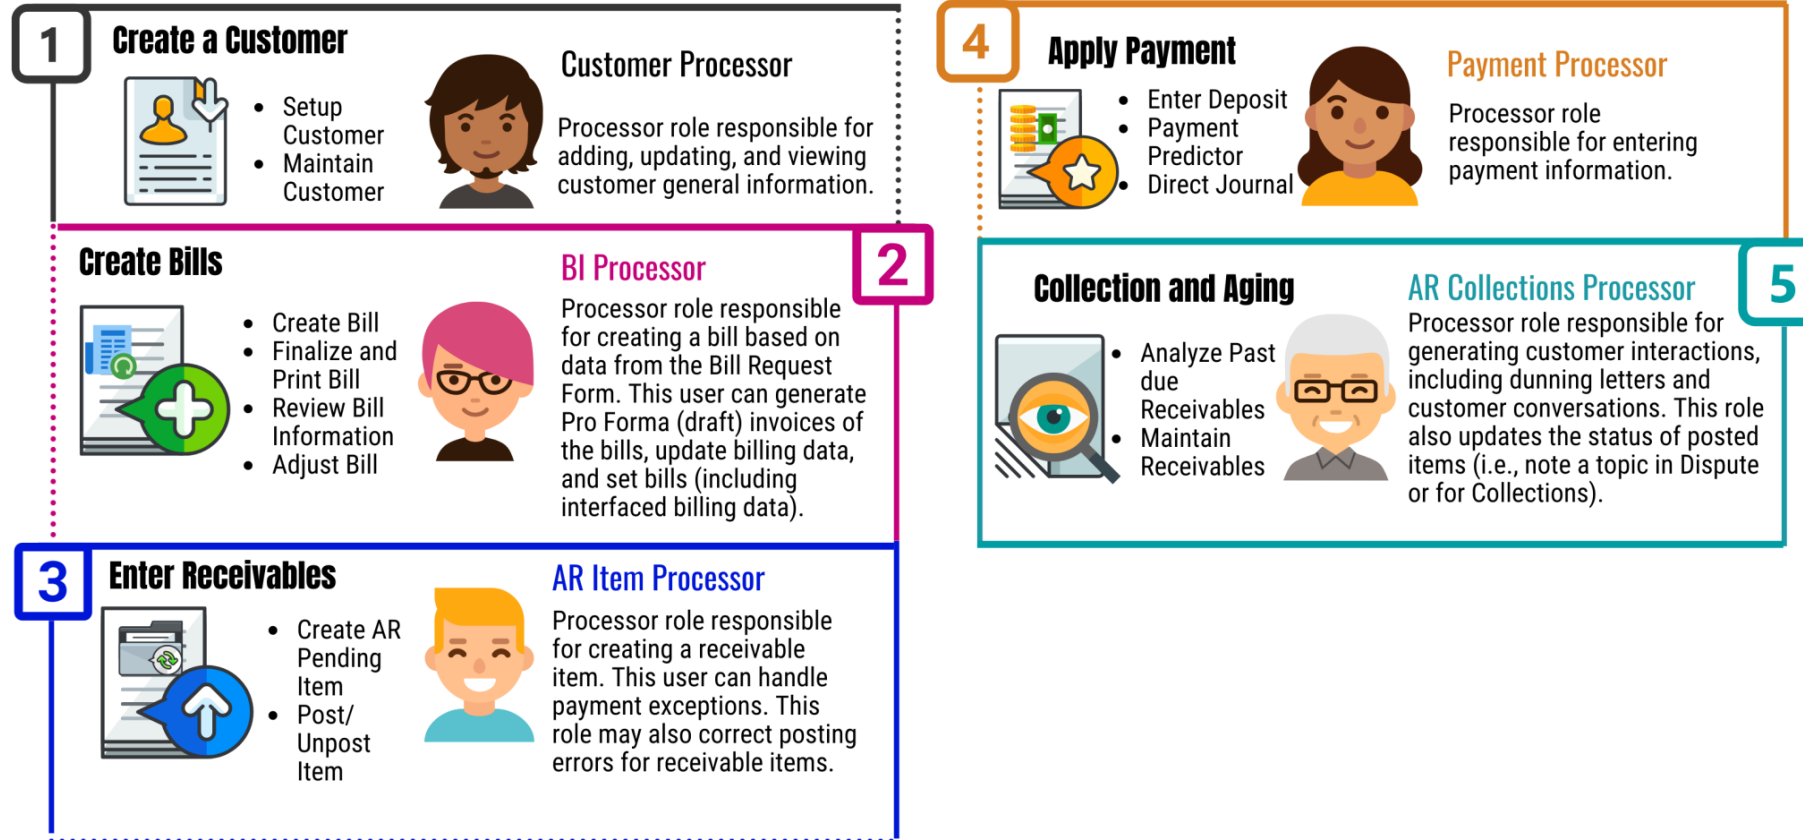 1
Create a Customer
• Setup
Customer
• Maintain
Customer
Customer Processor
Processor role responsible for
adding, updating, and viewing
customer general information.
2
Create Bills
• Create Bill
• Finalize and
Print Bill
• Review Bill
Information
• Adjust Bill
BI Processor
Processor role responsible
for creating a bill based on
data from the Bill Request
Form. This user can generate
Pro Forma (draft) invoices of
the bills, update billing data,
and set bills (including
interfaced billing data).
3
Enter Receivables
• Create AR
Pending
Item
• Post/
Unpost
Item
AR Item Processor
Processor role responsible
for creating a receivable
item. This user can handle
payment exceptions. This
role may also correct posting
errors for receivable items.
4
Apply Payment
• Enter Deposit
• Payment
Predictor
• Direct Journal
Payment Processor
Processor role
responsible for entering
payment information.
5
Collection and Aging
• Analyze Past
due
Receivables
• Maintain
Receivables
AR Collections Processor
Processor role responsible for
generating customer interactions,
including dunning letters and
customer conversations. This role
also updates the status of posted
items (i.e., note a topic in Dispute
or for Collections).